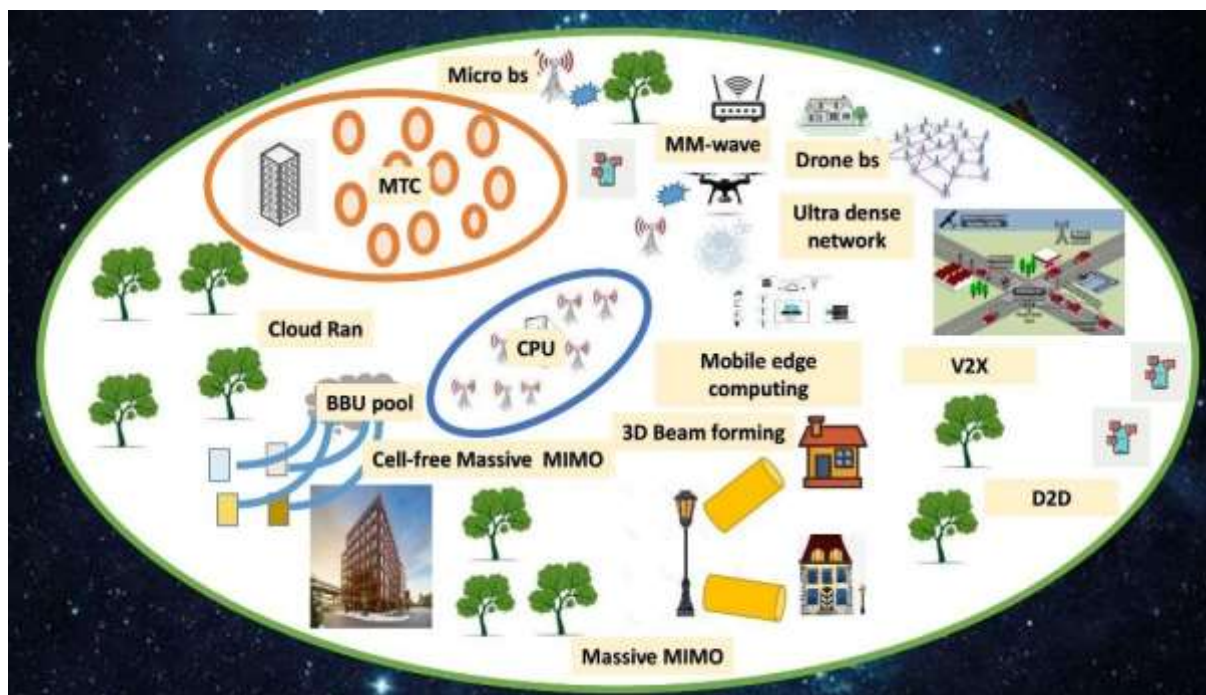 Micro bs
MM-wave
Drone bs
MTC
Ultra dense
network
Cloud Ran
CPU
Mobile edge
computing
V2X
BBU pool
3D Beam forming
Cell-free Massive MIMO
D2D
Massive MIMO